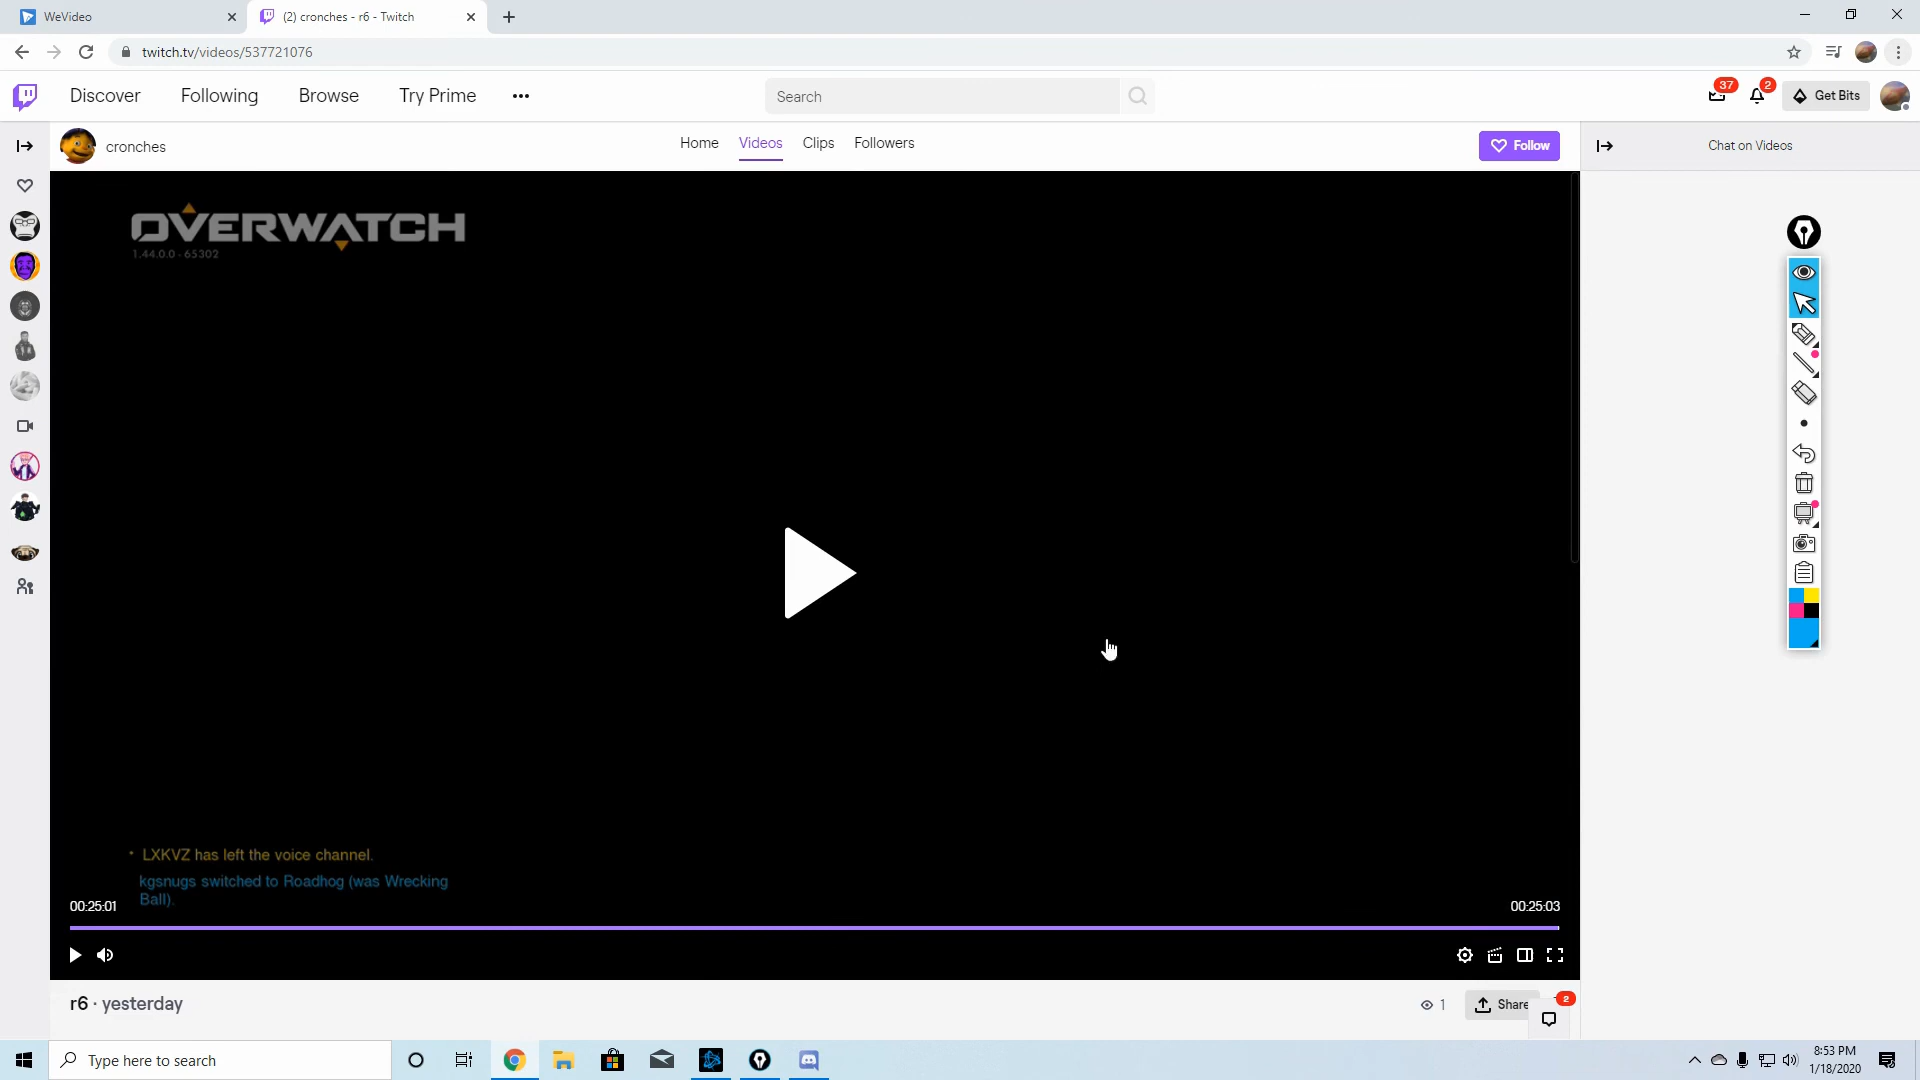 WeVideo
(2) cronches - r6 - Twitch
twitch.tv/videos/537721076
Discover
Following
Browse
Try Prime
Search
37
2
Get Bits
cronches
Home
Videos
Clips
Followers
Follow
Chat on Videos
OVERWATCH
1.44.0.0 - 65302
LXKVZ has left the voice channel.
kgsnugs switched to Roadhog (was Wrecking
Ball).
00:25:01
00:25:03
r6 · yesterday
1
Share
2
Type here to search
8:53 PM
1/18/2020